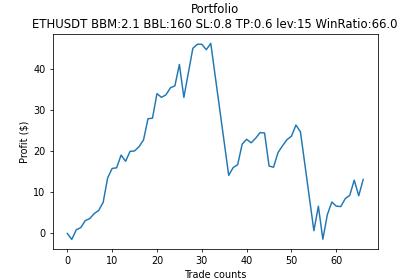 Portfolio
ETHUSDT BBM:2.1 BBL:160 SL:0.8 TP:0.6 lev:15 WinRatio:66.0
40
30
20
10
0
Profit ($)
0 10 20 30 40 50 60
Trade counts